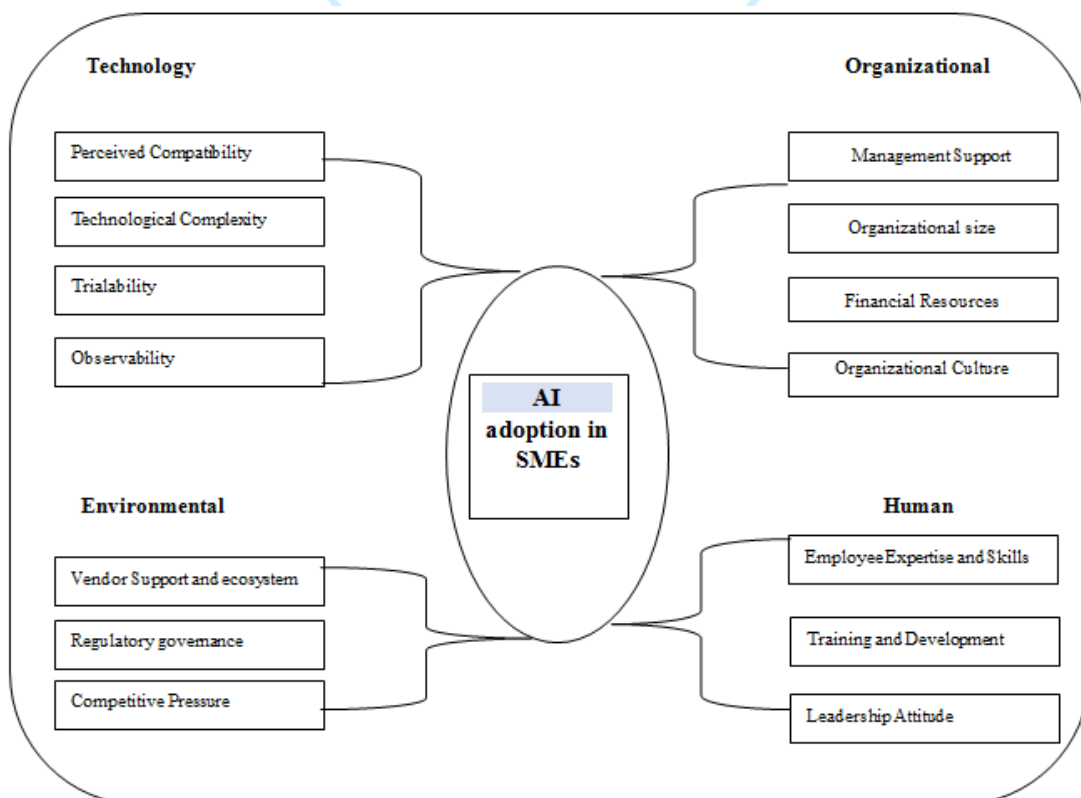 Technology
Perceived Compatibility
Technological Complexity
Trialability
Observability
Organizational
Management Support
Organizational size
Financial Resources
Organizational Culture
AI
adoption in
SMEs
Environmental
Vendor Support and ecosystem
Regulatory governance
Competitive Pressure
Human
Employee Expertise and Skills
Training and Development
Leadership Attitude